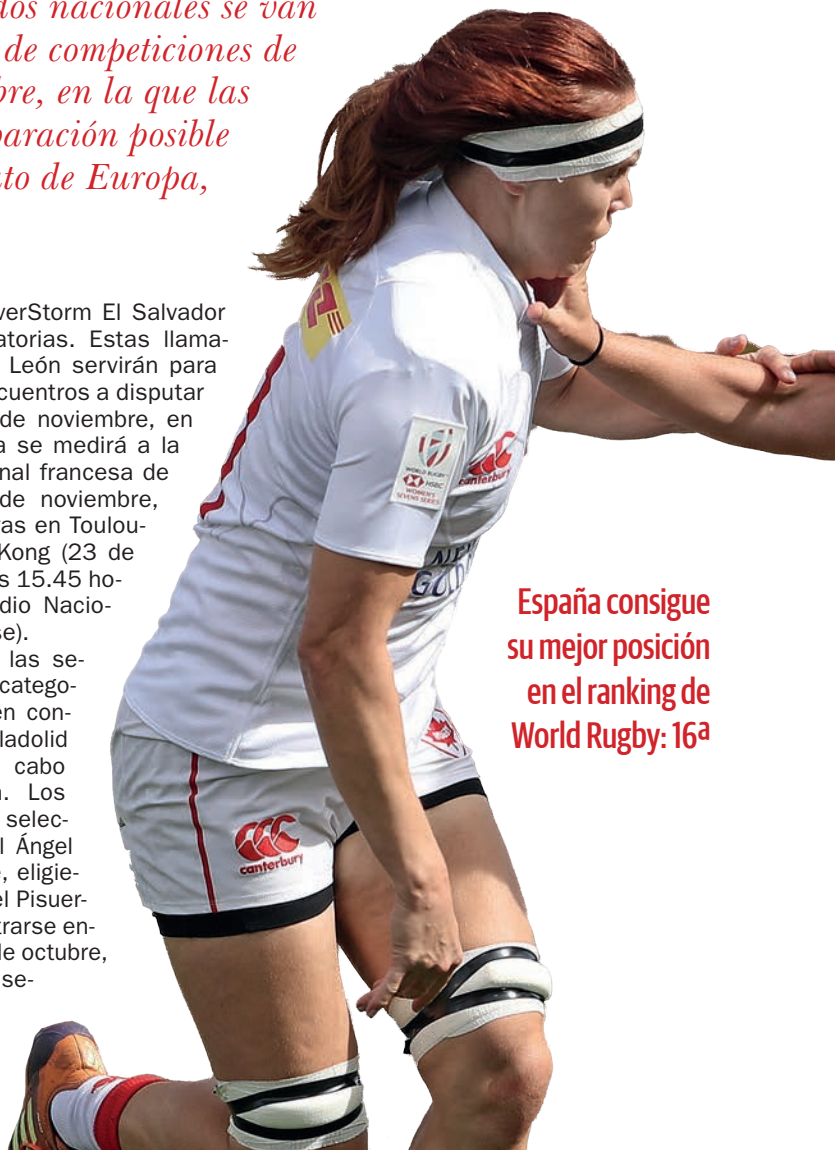 dos nacionales se van
de competiciones de
bre, en la que las
paración posible
to de Europa,
verStorm El Salvador
atorias. Estas llama-
León servirán para
cuentros a disputar
de noviembre, en
a se medirá a la
nal francesa de
de noviembre,
as en Toulou-
Kong (23 de
s 15.45 ho-
dio Nacio-
se).
las se-
catego-
en con-
ladolid
cabo
. Los
selec-
l Ángel
, eligie-
el Pisuer-
trarse en-
de octubre,
se-
España consigue
su mejor posición
en el ranking de
World Rugby: 16ª
WORLD RUGBY
HSBC
WOMEN'S
SEVENS SERIES
canterbury
canterbury